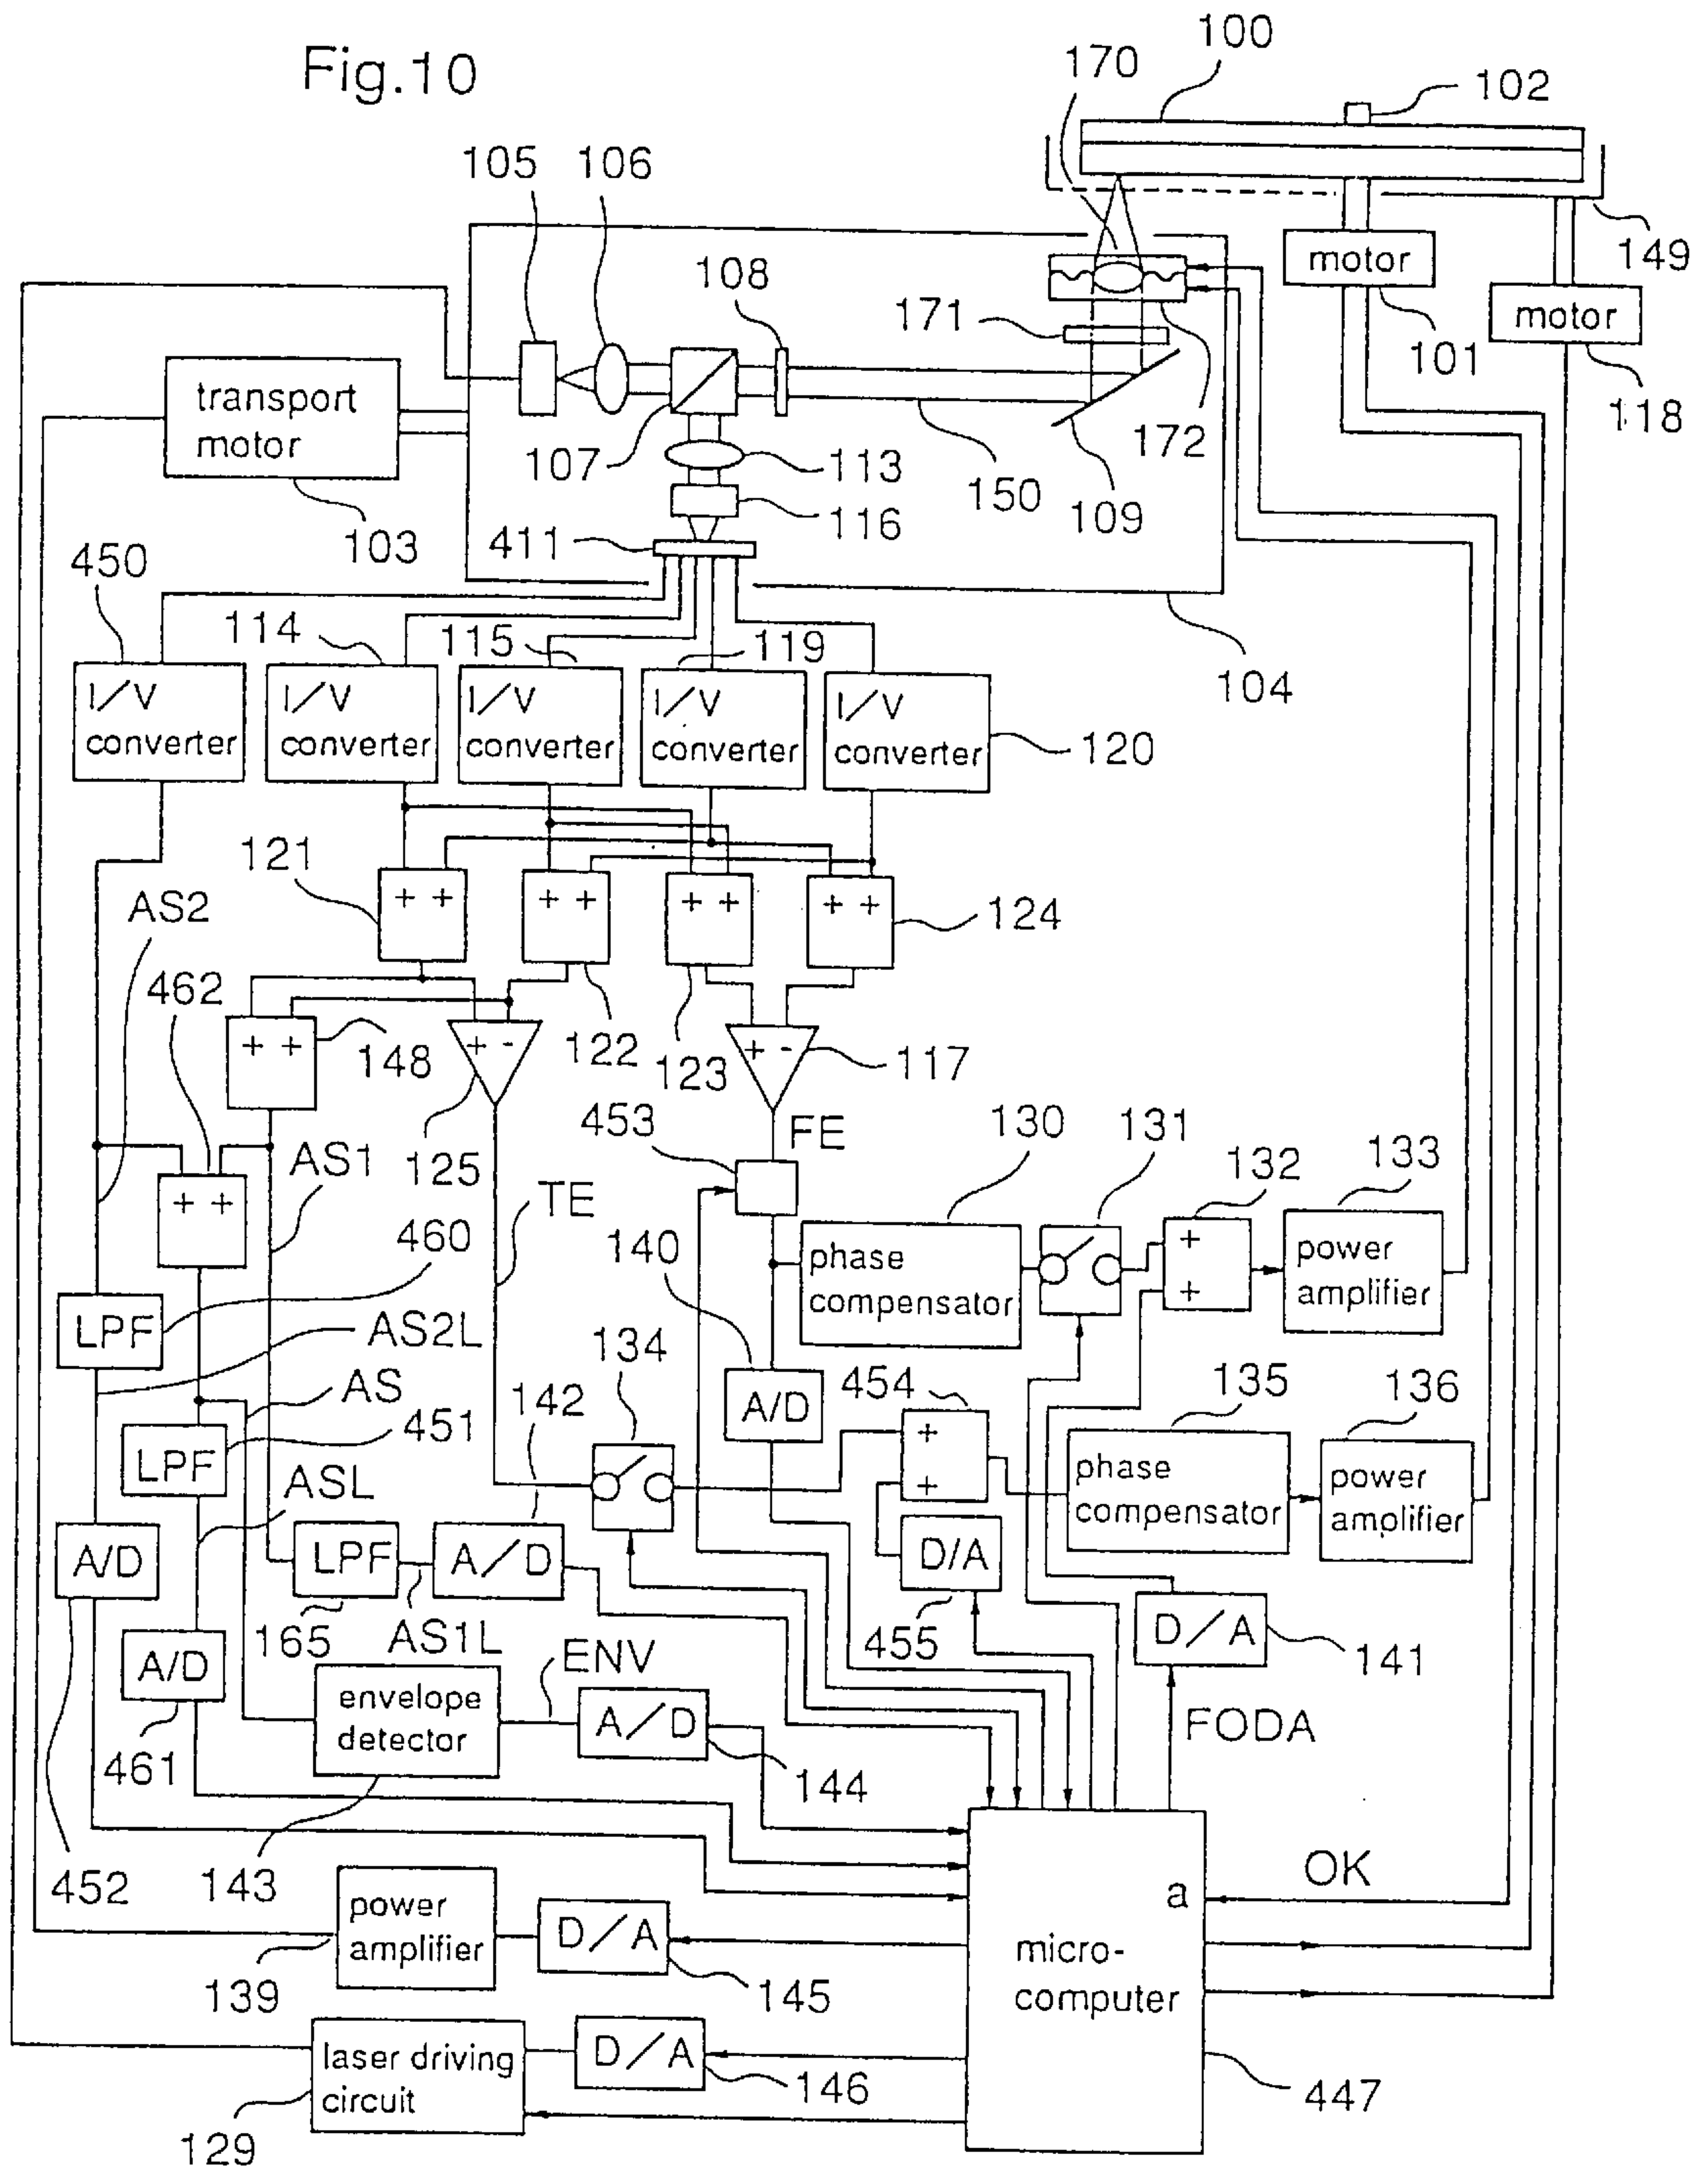 Fig.10
100
170
102
105 106
149
motor
108
motor
171
101
118
transport
motor
172
107
113
150
109
116
103
411
450
114
115
119
104
I/V
converter
I/V
converter
I/V
converter
I/V
converter
I/V
converter
120
121
AS2
+ +
+ +
+ +
+ +
124
462
+ +
148
+ -
122
+ -
123
117
453
FE
130
131
AS1
125
132
133
+ +
TE
460
140
phase
compensator
+
+
power
amplifier
LPF
AS2L
134
AS
142
454
135
136
A/D
451
LPF
+
+
phase
compensator
power
amplifier
ASL
A/D
LPF
A/D
D/A
165
AS1L
455
D/A
141
A/D
ENV
envelope
detector
A/D
FODA
461
144
452
143
OK
a
power
amplifier
D/A
micro-
computer
139
145
laser driving
circuit
D/A
146
447
129